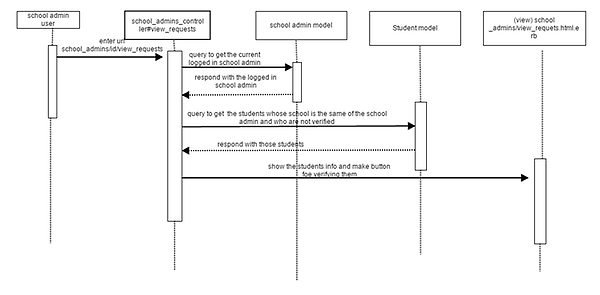 school admin
user
school_admins_contro
ller#view_requests
school admin model
Student model
(view) school
_admins/view_requets.html.e
rb
enter url
school_admins/id/view_requests
query to get the current
logged in school admin
respond with the logged in
school admin
query to get the students whose school is the same of the school
admin and who are not verified
respond with those students
show the students info and make button
foe verifying them